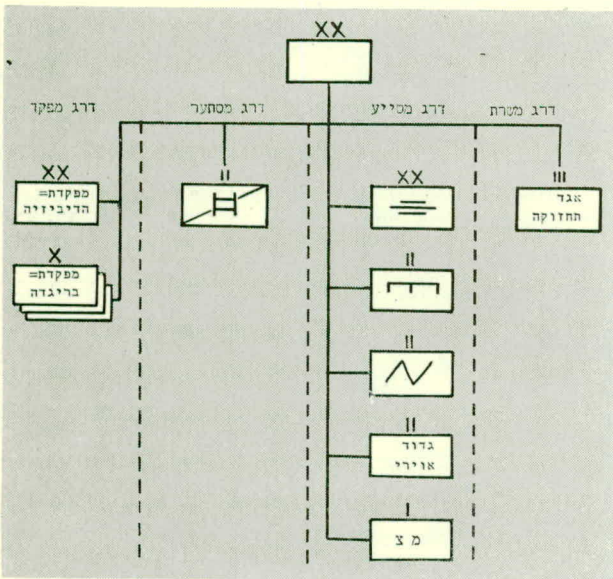 XX
דרג מפקד
דרג מסתער
דרג מסייע
דרג משרת
XX
מפקדת=
הדיביזיה
X
מפקדת=
בריגדה
II
XX
II
II
II
גדוד
אוירי
I
מ צ
III
אגד
תחזוקה